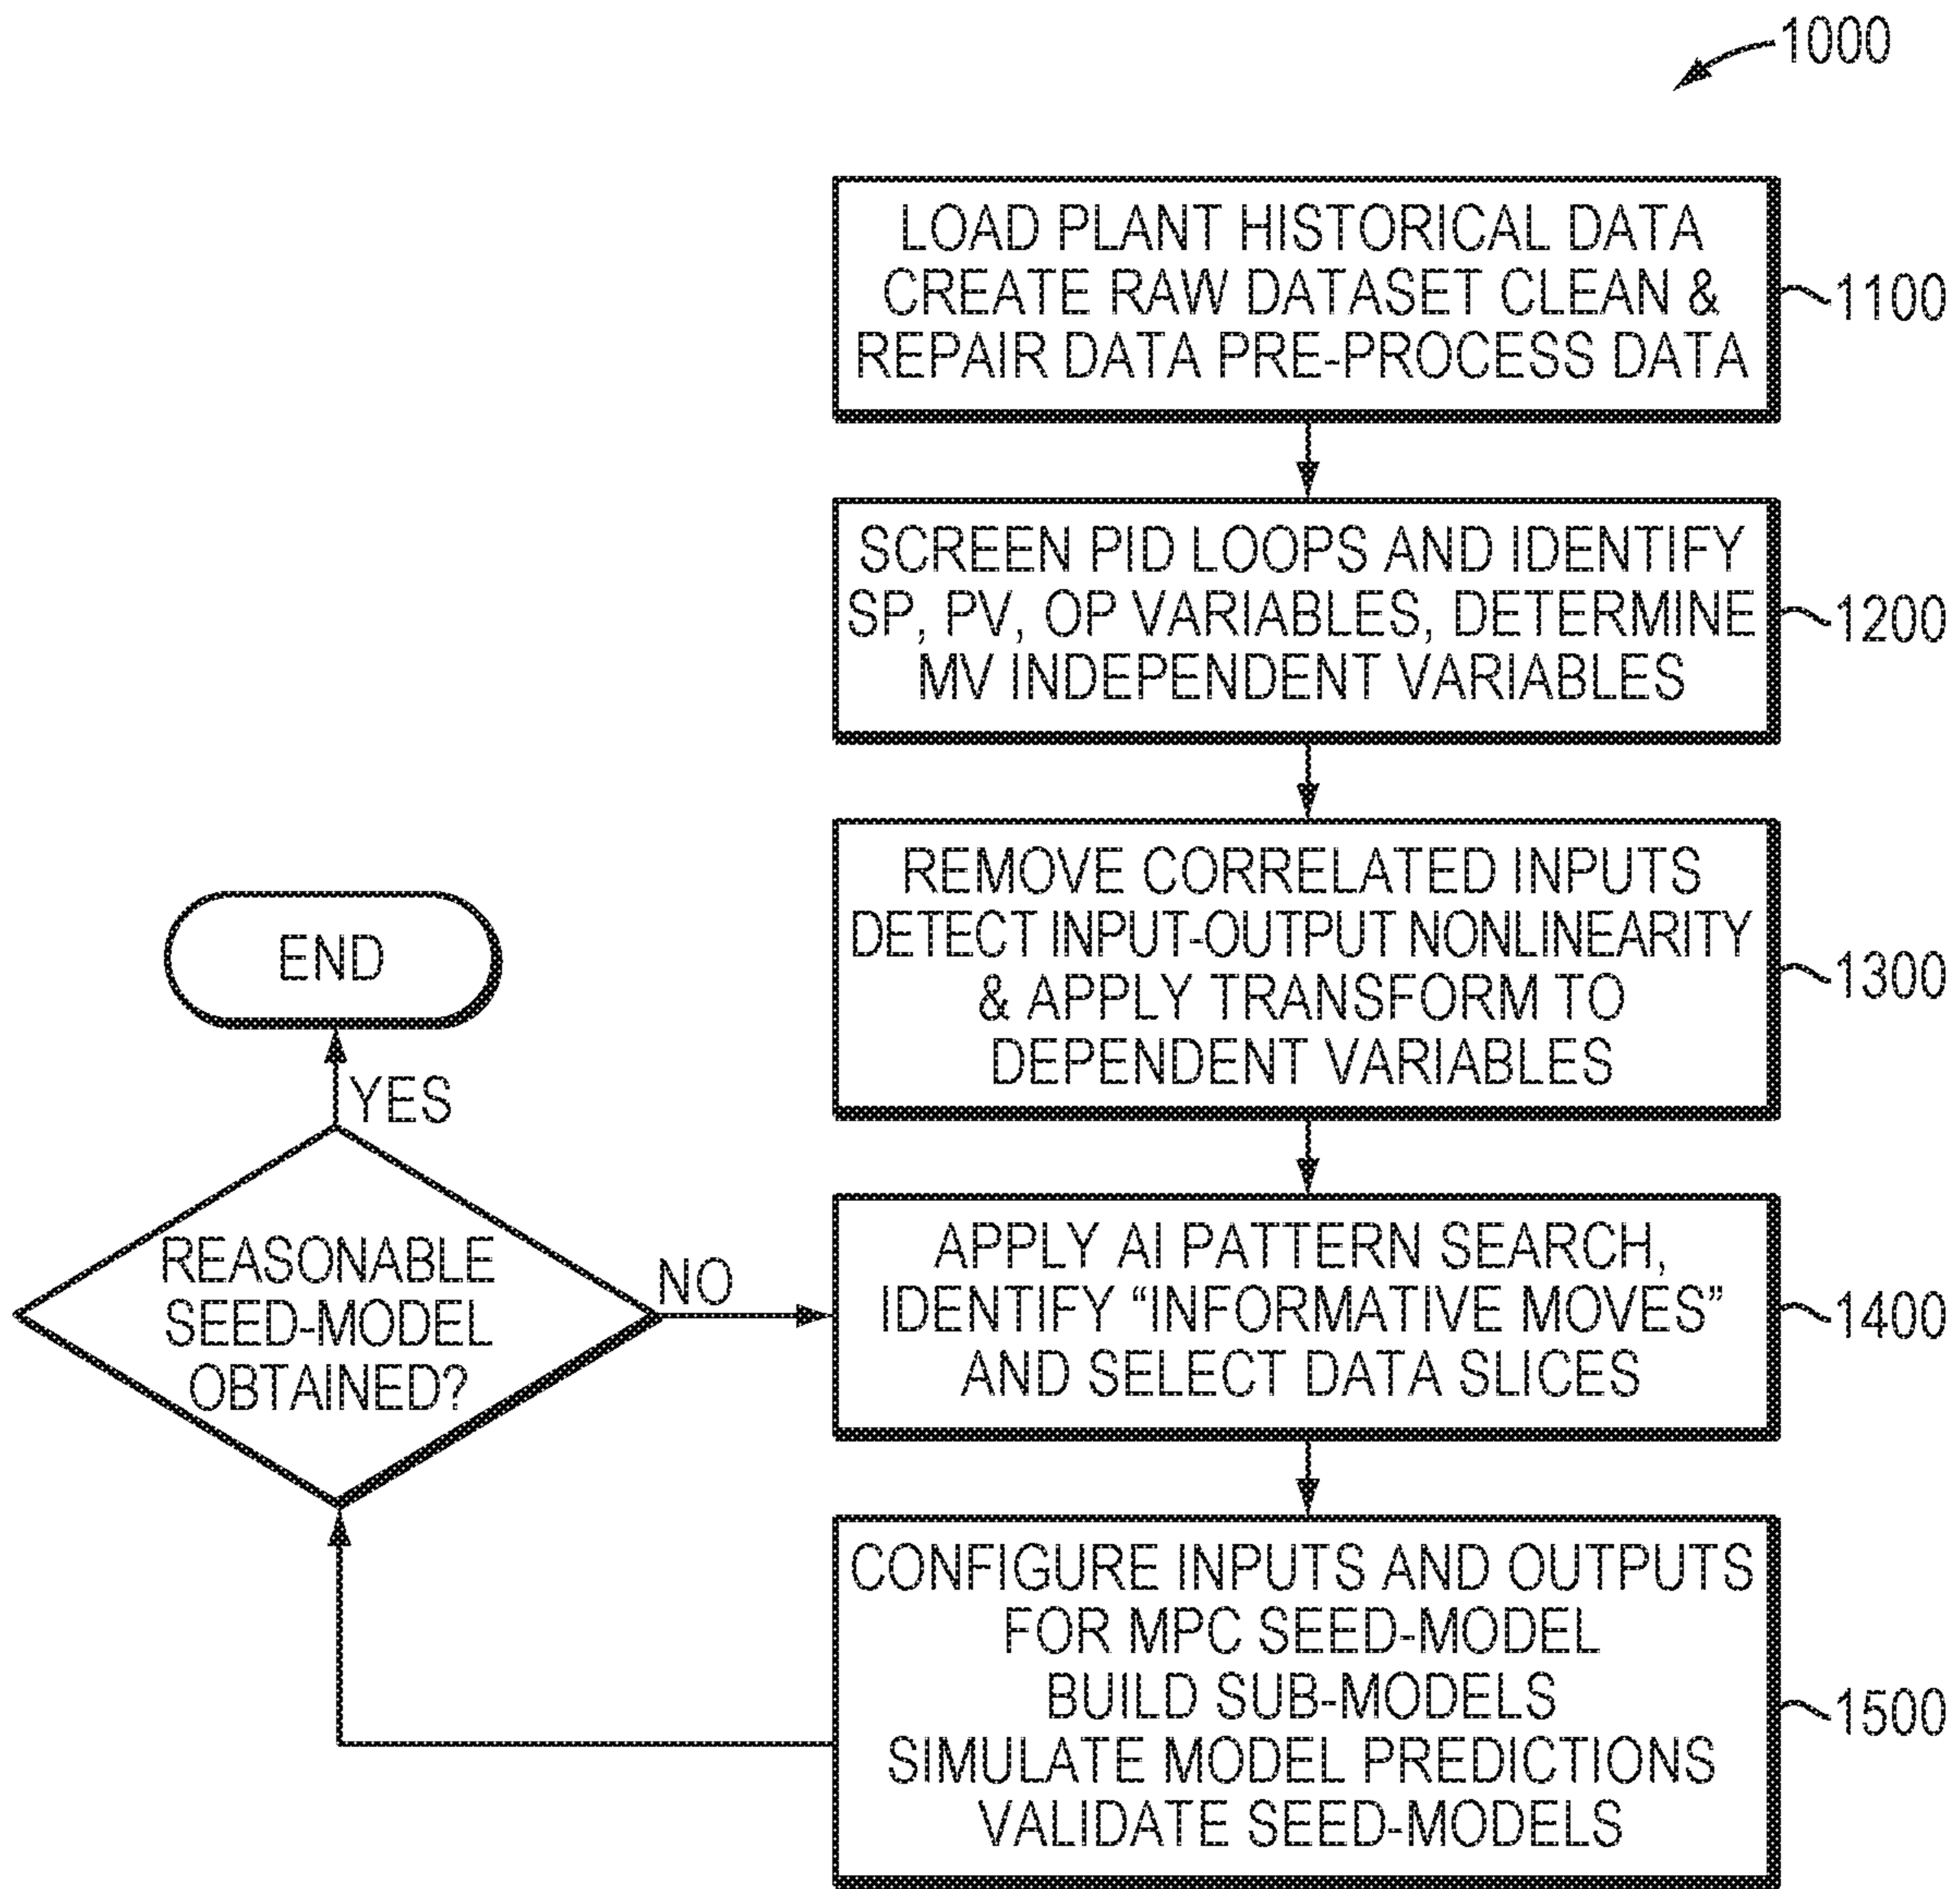 1000
LOAD PLANT HISTORICAL DATA
CREATE RAW DATASET CLEAN &
REPAIR DATA PRE-PROCESS DATA
1100
SCREEN PID LOOPS AND IDENTIFY
SP, PV, OP VARIABLES, DETERMINE
MV INDEPENDENT VARIABLES
1200
REMOVE CORRELATED INPUTS
DETECT INPUT-OUTPUT NONLINEARITY
& APPLY TRANSFORM TO
DEPENDENT VARIABLES
1300
APPLY AI PATTERN SEARCH,
IDENTIFY “INFORMATIVE MOVES”
AND SELECT DATA SLICES
1400
CONFIGURE INPUTS AND OUTPUTS
FOR MPC SEED-MODEL
BUILD SUB-MODELS
SIMULATE MODEL PREDICTIONS
VALIDATE SEED-MODELS
1500
REASONABLE
SEED-MODEL
OBTAINED?
NO
YES
END